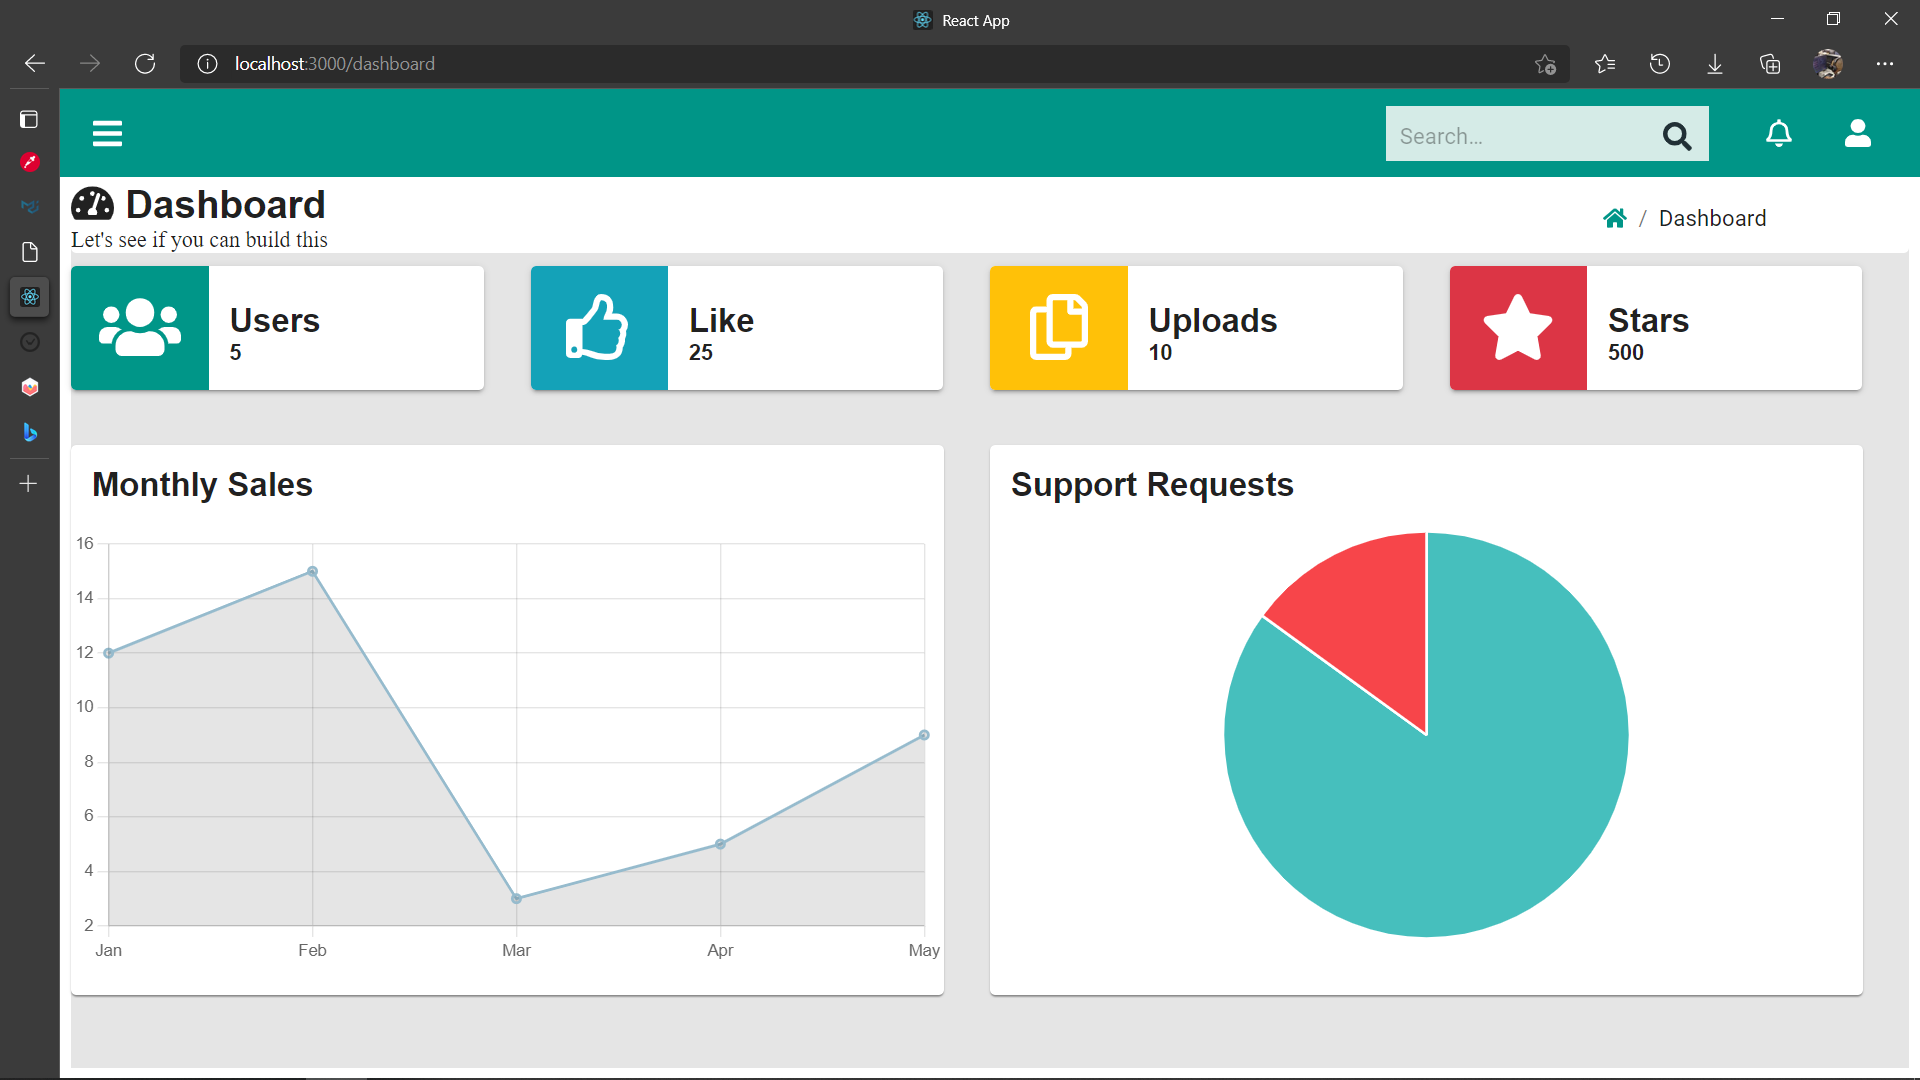 React App
localhost:3000/dashboard
Search...
Dashboard
Let's see if you can build this
/ Dashboard
Users
5
Like
25
Uploads
10
Stars
500
Monthly Sales
16
14
12
10
8
6
4
2
Jan Feb Mar Apr May
Support Requests